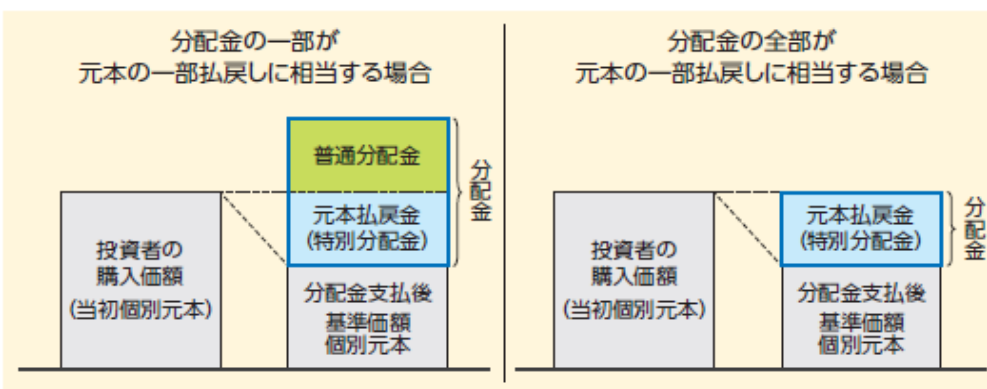 分配金の一部が
元本の一部払戻しに相当する場合
普通分配金
元本払戻金
(特別分配金)
分配金
投資者の
購入価額
(当初個別元本)
分配金支払後
基準価額
個別元本
分配金の全部が
元本の一部払戻しに相当する場合
元本払戻金
(特別分配金)
分配金
投資者の
購入価額
(当初個別元本)
分配金支払後
基準価額
個別元本